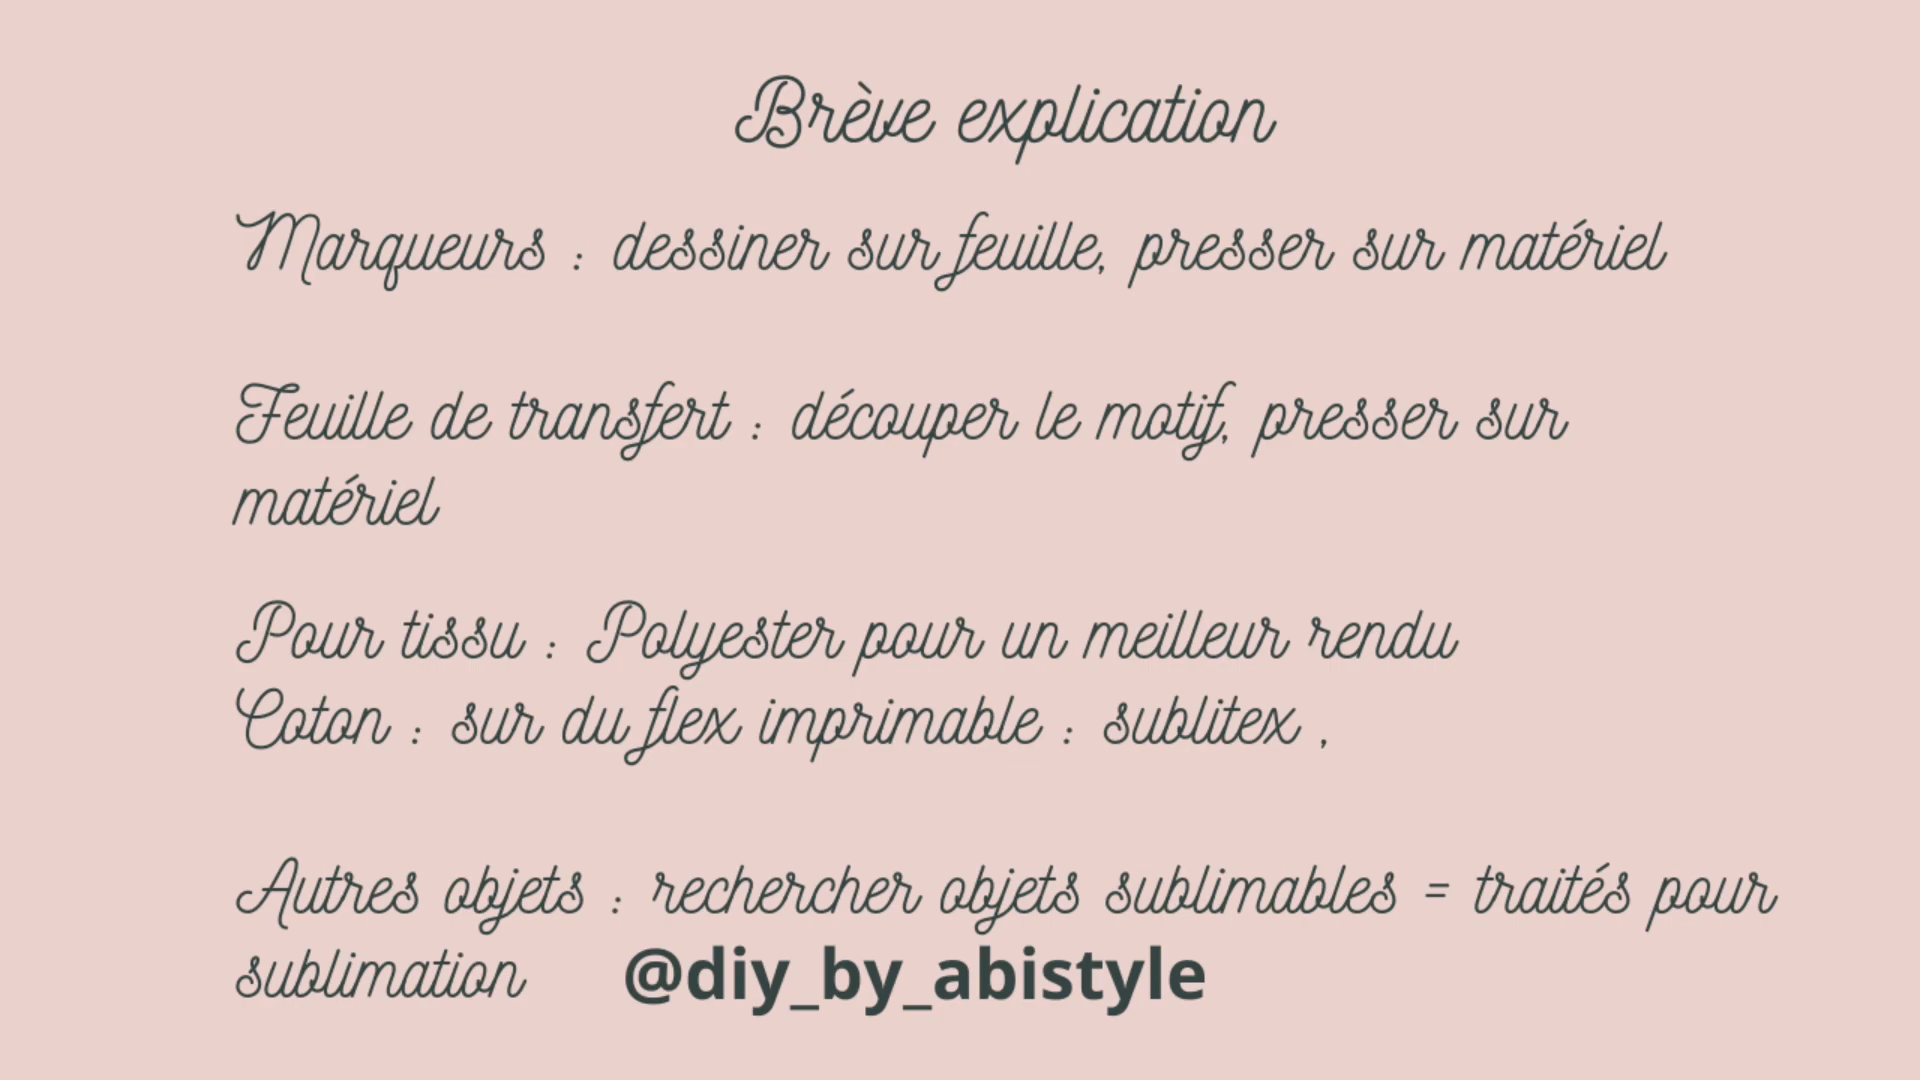 Brève explication
Marqueurs : dessiner sur feuille, presser sur matériel
Feuille de transfert : découper le motif, presser sur
matériel
Pour tissu : Polyester pour un meilleur rendu
Coton : sur du flex imprimable : sublitex ,
Autres objets : rechercher objets sublimables = traités pour
sublimation @diy_by_abistyle